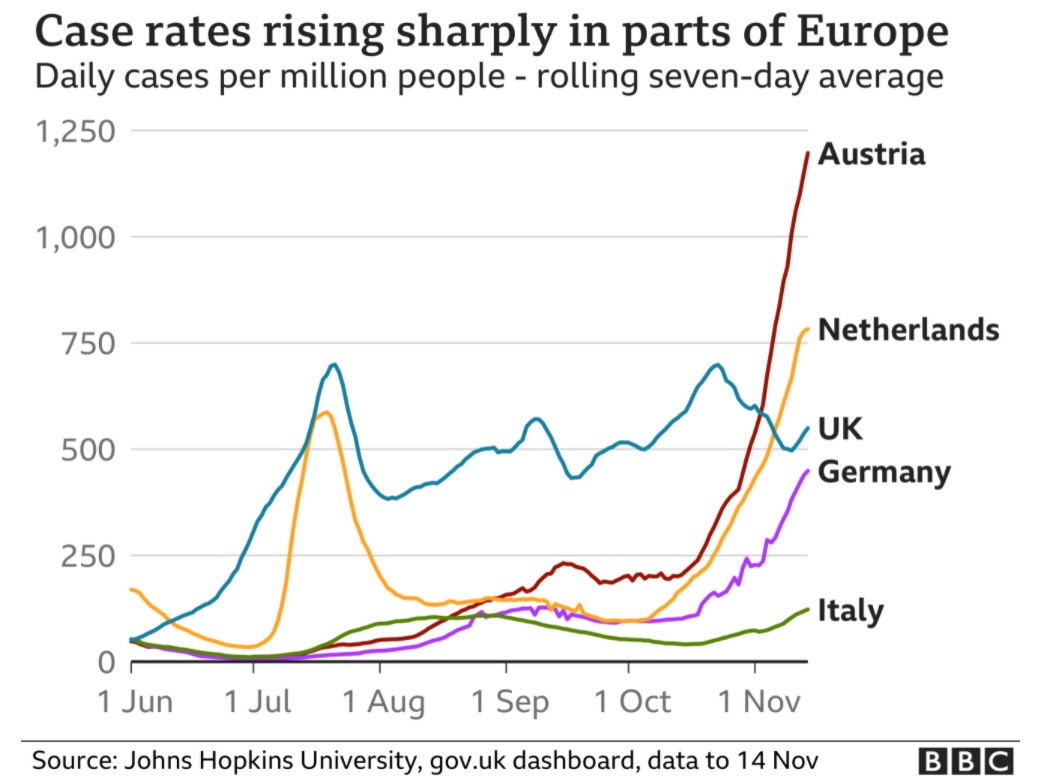 Case rates rising sharply in parts of Europe
Daily cases per million people - rolling seven-day average
1,250
Austria
1,000
Netherlands
750
UK
500
Germany
250
Italy
0
1 Jun 1 Jul 1 Aug 1 Sep 1 Oct 1 Nov
Source: Johns Hopkins University, gov.uk dashboard, data to 14 Nov
BBC